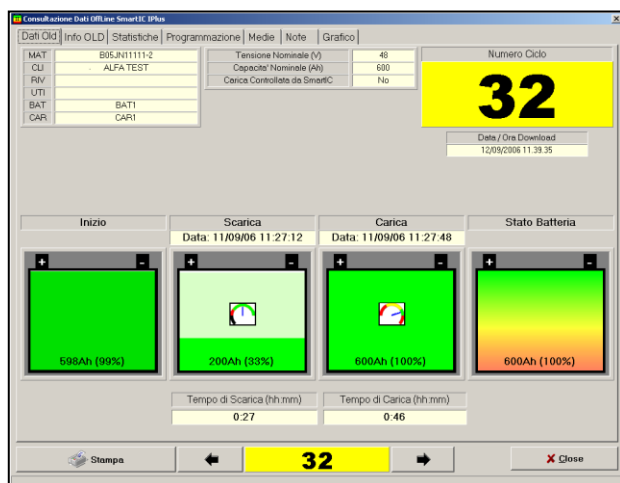 Consultazione Dati OffLine SmartIC IPlus
Dati Old Info OLD Statistiche Programmazione Medie Note Grafico
MAT B05JN11111-2
CLI ALFA TEST
RIV
UTI
BAT BAT1
CAR CAR1
Tensione Nominale (V) 48
Capacita' Nominale (Ah) 600
Carica Controllata da SmartIC No
Numero Ciclo
32
Data / Ora Download
12/09/2006 11.39.35
Inizio Scarica Carica Stato Batteria
Data: 11/09/06 11:27:12 Data: 11/09/06 11:27:48
+ - + - + - + -
598Ah (99%) 200Ah (33%) 600Ah (100%) 600Ah (100%)
Tempo di Scarica (hh:mm) Tempo di Carica (hh:mm)
0:27 0:46
Stampa 32 Close